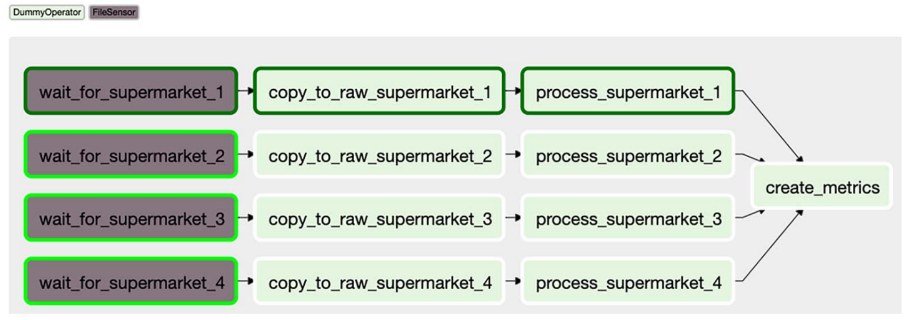 DummyOperator FileSensor
wait_for_supermarket_1 copy_to_raw_supermarket_1 process_supermarket_1
wait_for_supermarket_2 copy_to_raw_supermarket_2 process_supermarket_2
create_metrics
wait_for_supermarket_3 copy_to_raw_supermarket_3 process_supermarket_3
wait_for_supermarket_4 copy_to_raw_supermarket_4 process_supermarket_4